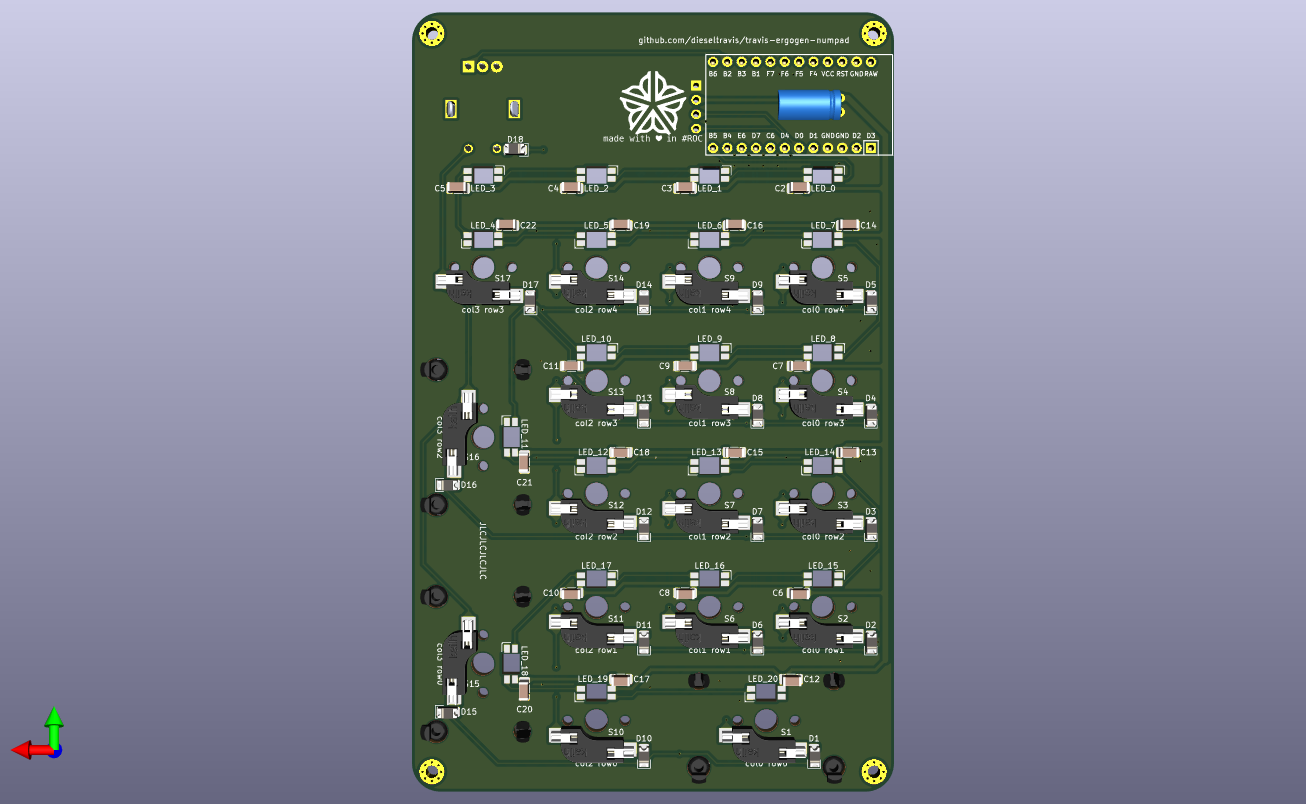 github.com/dieseltravis/travis-ergogen-numpad
B6 B2 B3 B1 F7 F6 F5 F4 VCC RST GND RAW
made with ❤ in #ROC
B5 B4 E6 D7 C6 D4 D0 D1 GND GND D2 D3
D18
C5 LED_3 C4 LED_2 C3 LED_1 C2 LED_0
LED_4 C22 LED_5 C19 LED_6 C16 LED_7 C14
S17 S14 S9 S5
D17 D14 D9 D5
col3 row3 col2 row4 col1 row4 col0 row4
LED_10 LED_9 LED_8
C11 C9 C7
S13 S8 S4
D13 D8 D4
col2 row3 col1 row3 col0 row3
col3 row2
LED_11
LED_12 C18 LED_13 C15 LED_14 C13
S16
D16 C21
S12 S7 S3
D12 D7 D3
col2 row2 col1 row2 col0 row2
JLCJLCJLCJLC
LED_17 LED_16 LED_15
C10 C8 C6
S11 S6 S2
D11 D6 D2
col2 row1 col1 row1 col0 row1
col3 row0
LED_18
LED_19 C17 LED_20 C12
S15
D15 C20
S10 S1
D10 D1
col2 row0 col0 row0